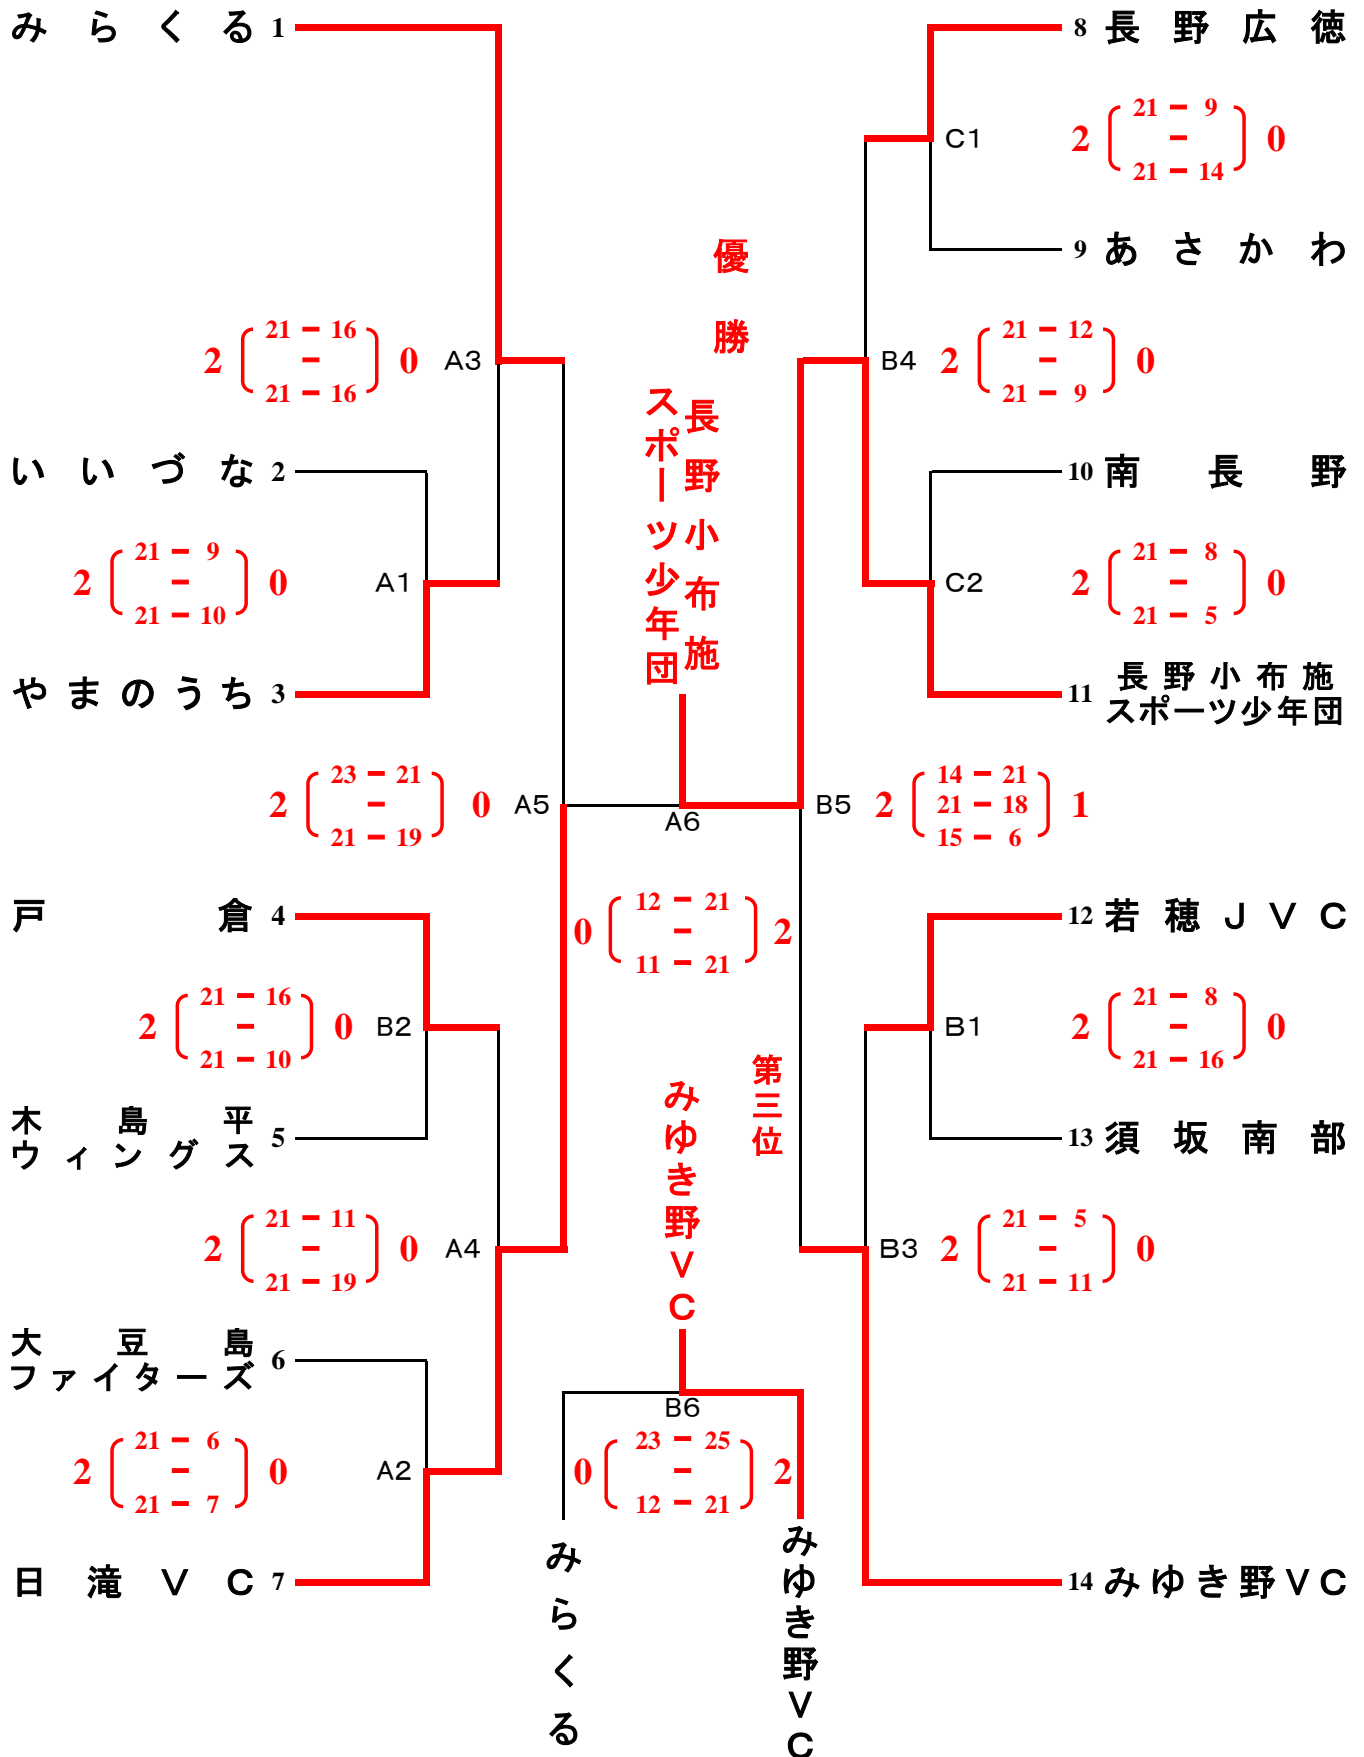 みらくる 1
2 21 － 16 － 21 － 16 0 A3
いいづな 2
2 21 － 9 － 21 － 10 0 A1
やまのうち 3
2 23 － 21 － 21 － 19 0 A5
戸倉 4
2 21 － 16 － 21 － 10 0 B2
木島平
ウィングス 5
2 21 － 11 － 21 － 19 0 A4
大豆島
ファイターズ 6
2 21 － 6 － 21 － 7 0 A2
日滝ＶＣ 7
優勝
長野小布施
スポーツ少年団
A6
0 12 － 21 － 11 － 21 2
第三位
みゆき野ＶＣ
B6
0 23 － 25 － 12 － 21 2
みらくる
みゆき野ＶＣ
8 長野広徳
C1 2 21 － 9 － 21 － 14 0
9 あさかわ
B4 2 21 － 12 － 21 － 9 0
10 南長野
C2 2 21 － 8 － 21 － 5 0
11 長野小布施
スポーツ少年団
B5 2 14 － 21 21 － 18 15 － 6 1
12 若穂ＪＶＣ
B1 2 21 － 8 － 21 － 16 0
13 須坂南部
B3 2 21 － 5 － 21 － 11 0
14 みゆき野ＶＣ